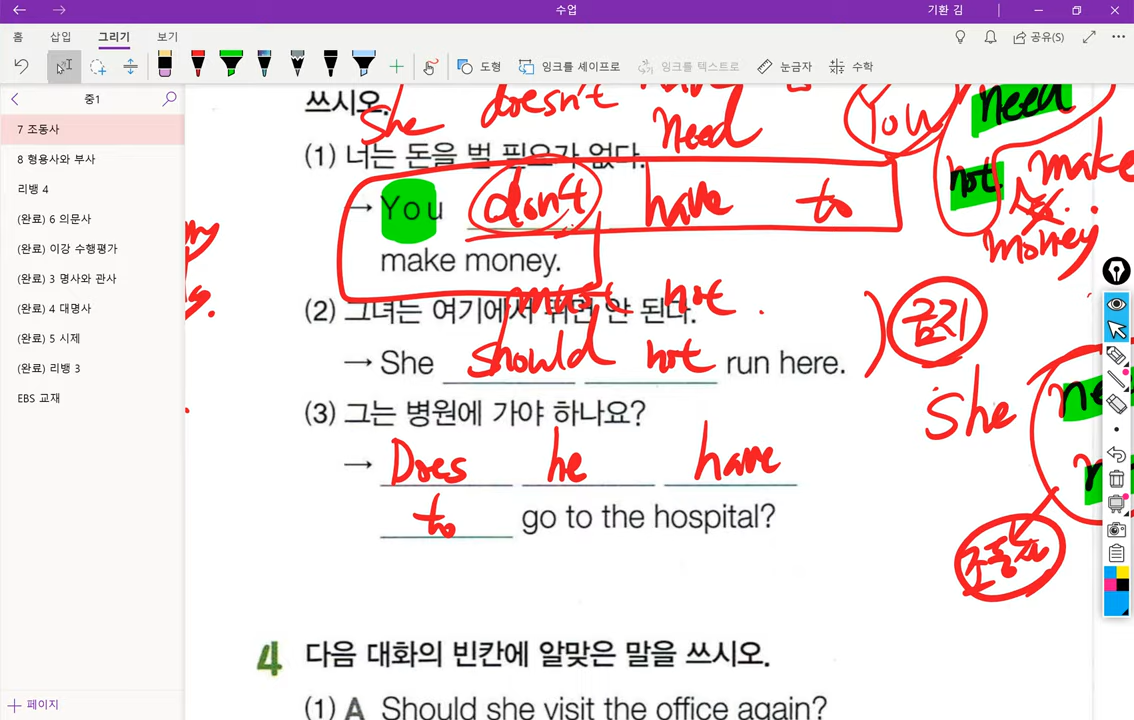 수업
기환 김
홈 삽입 그리기 보기
공유(S)
도형 잉크를 셰이프로 잉크를 텍스트로 눈금자 수학
중1
7 조동사
8 형용사와 부사
리뱅 4
(완료) 6 의문사
(완료) 이강 수행평가
(완료) 3 명사와 관사
(완료) 4 대명사
(완료) 5 시제
(완료) 리뱅 3
EBS 교재
페이지
쓰시오.
She doesn't
need
You
need
not
make
money
(1) 너는 돈을 벌 필요가 없다.
→ You don't have to
make money.
must not.
(2) 그녀는 여기에서 뛰면 안 된다.
→ She should not run here.
금지
She
(3) 그는 병원에 가야 하나요?
→ Does he have
to go to the hospital?
조동사
4 다음 대화의 빈칸에 알맞은 말을 쓰시오.
(1) A Should she visit the office again?